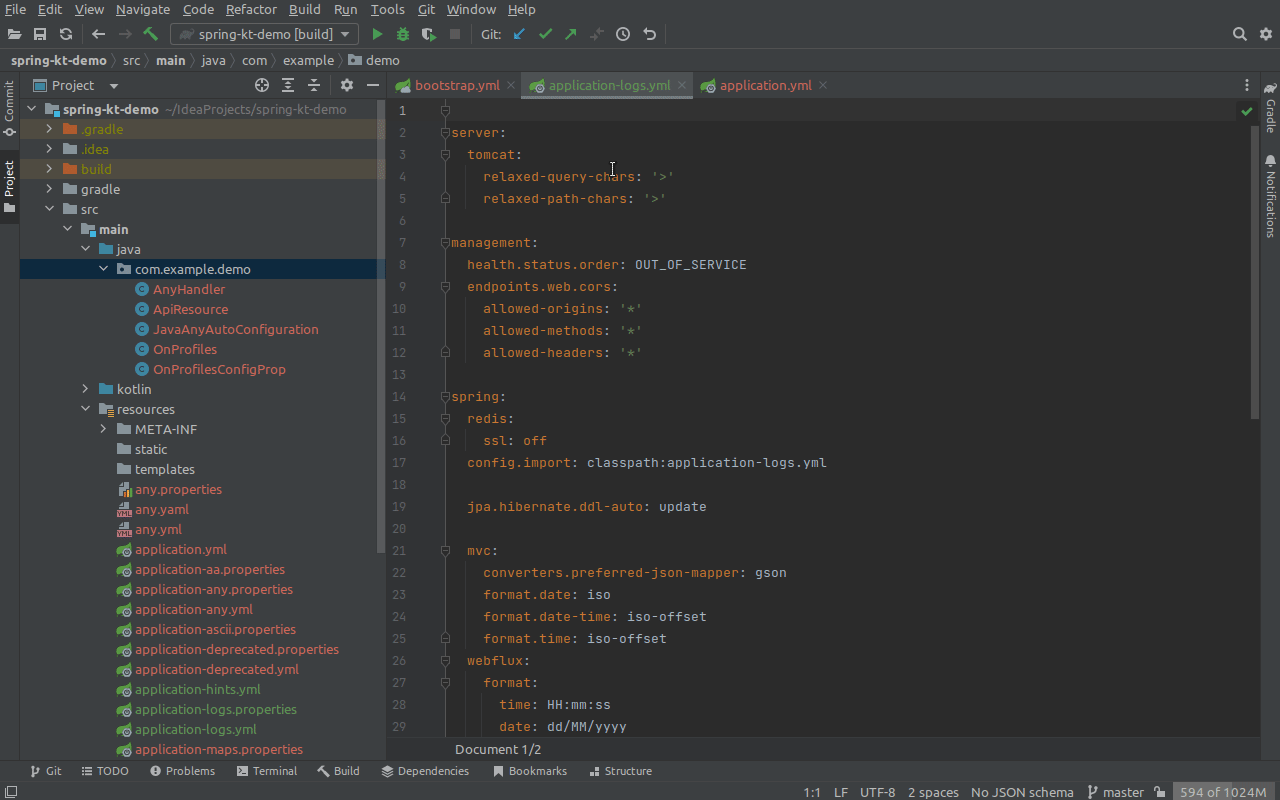 File Edit View Navigate Code Refactor Build Run Tools Git Window Help
spring-kt-demo [build] Git:
spring-kt-demo src main java com example demo
Commit
Project
Project
spring-kt-demo ~/IdeaProjects/spring-kt-demo
.gradle
.idea
build
gradle
src
main
java
com.example.demo
AnyHandler
ApiResource
JavaAnyAutoConfiguration
OnProfiles
OnProfilesConfigProp
kotlin
resources
META-INF
static
templates
any.properties
any.yaml
any.yml
application.yml
application-aa.properties
application-any.properties
application-any.yml
application-ascii.properties
application-deprecated.properties
application-deprecated.yml
application-hints.yml
application-logs.properties
application-logs.yml
application-maps.properties
bootstrap.yml application-logs.yml application.yml
1
2 server:
3 tomcat:
4 relaxed-query-chars: '>'
5 relaxed-path-chars: '>'
6
7 management:
8 health.status.order: OUT_OF_SERVICE
9 endpoints.web.cors:
10 allowed-origins: '*'
11 allowed-methods: '*'
12 allowed-headers: '*'
13
14 spring:
15 redis:
16 ssl: off
17 config.import: classpath:application-logs.yml
18
19 jpa.hibernate.ddl-auto: update
20
21 mvc:
22 converters.preferred-json-mapper: gson
23 format.date: iso
24 format.date-time: iso-offset
25 format.time: iso-offset
26 webflux:
27 format:
28 time: HH:mm:ss
29 date: dd/MM/yyyy
Document 1/2
Gradle
Notifications
Git TODO Problems Terminal Build Dependencies Bookmarks Structure
1:1 LF UTF-8 2 spaces No JSON schema master 594 of 1024M